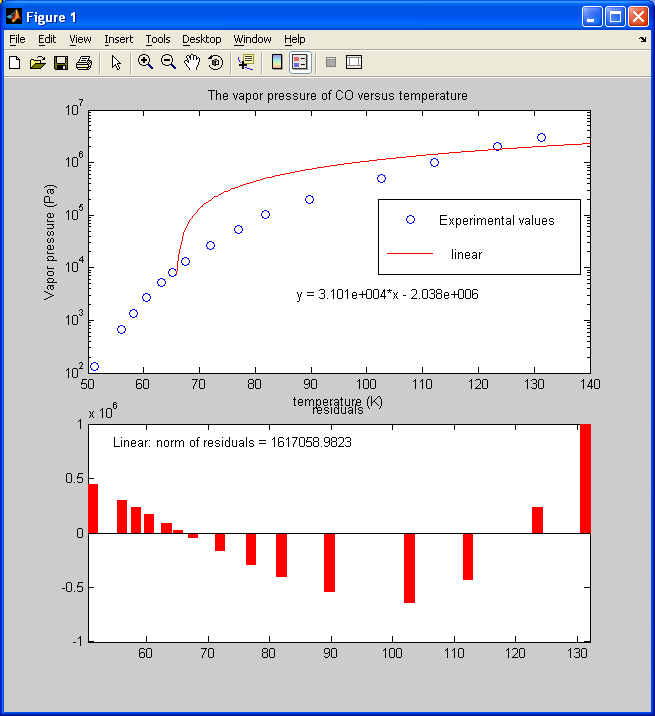 Figure 1
File Edit View Insert Tools Desktop Window Help
The vapor pressure of CO versus temperature
Vapor pressure (Pa)
10^7
10^6
10^5
10^4
10^3
10^2
Experimental values
linear
y = 3.101e+004*x - 2.038e+006
50 60 70 80 90 100 110 120 130 140
temperature (K)
residuals
x 10^6
Linear: norm of residuals = 1617058.9823
1
0.5
0
-0.5
-1
60 70 80 90 100 110 120 130